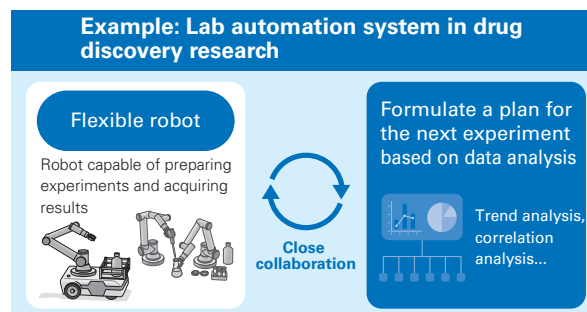 Example: Lab automation system in drug
discovery research
Flexible robot
Robot capable of preparing
experiments and acquiring
results
Close
collaboration
Formulate a plan for
the next experiment
based on data analysis
Trend analysis,
correlation
analysis...